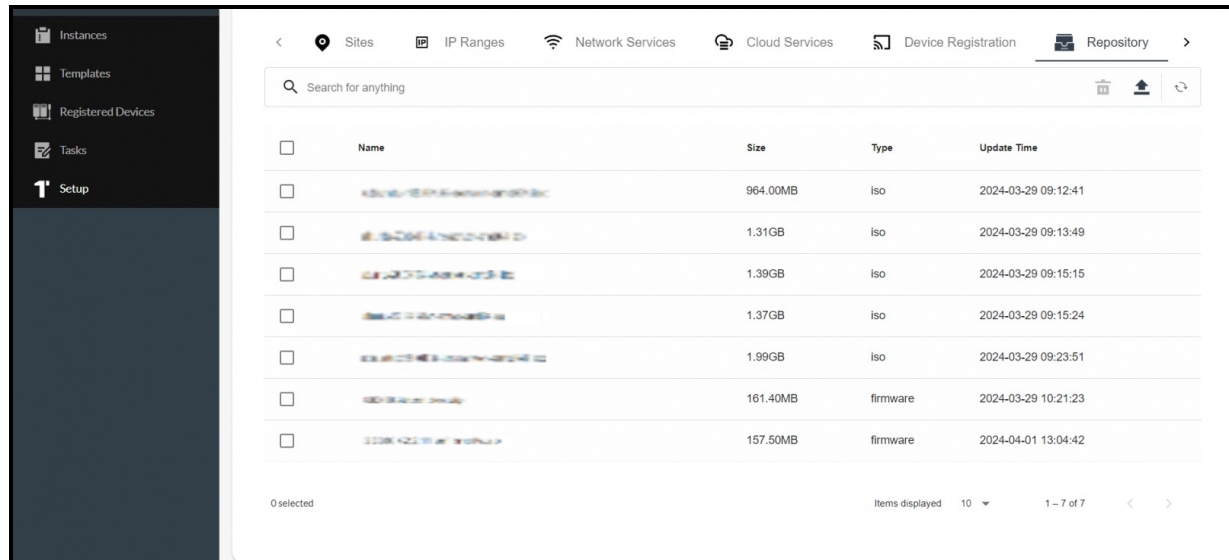 Instances
Templates
Registered Devices
Tasks
Setup
Sites IP IP Ranges Network Services Cloud Services Device Registration Repository
Search for anything
Name Size Type Update Time
964.00MB iso 2024-03-29 09:12:41
1.31GB iso 2024-03-29 09:13:49
1.39GB iso 2024-03-29 09:15:15
1.37GB iso 2024-03-29 09:15:24
1.99GB iso 2024-03-29 09:23:51
161.40MB firmware 2024-03-29 10:21:23
157.50MB firmware 2024-04-01 13:04:42
0 selected Items displayed 10 1 – 7 of 7